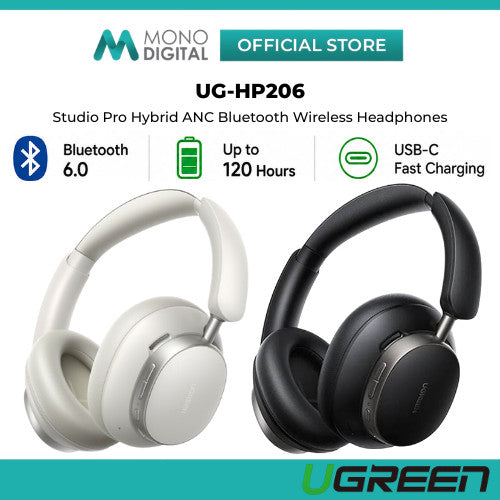 MONO
DIGITAL
OFFICIAL STORE
UG-HP206
Studio Pro Hybrid ANC Bluetooth Wireless Headphones
Bluetooth
6.0
Up to
120 Hours
USB-C
Fast Charging
UGREEN
UGREEN
UGREEN